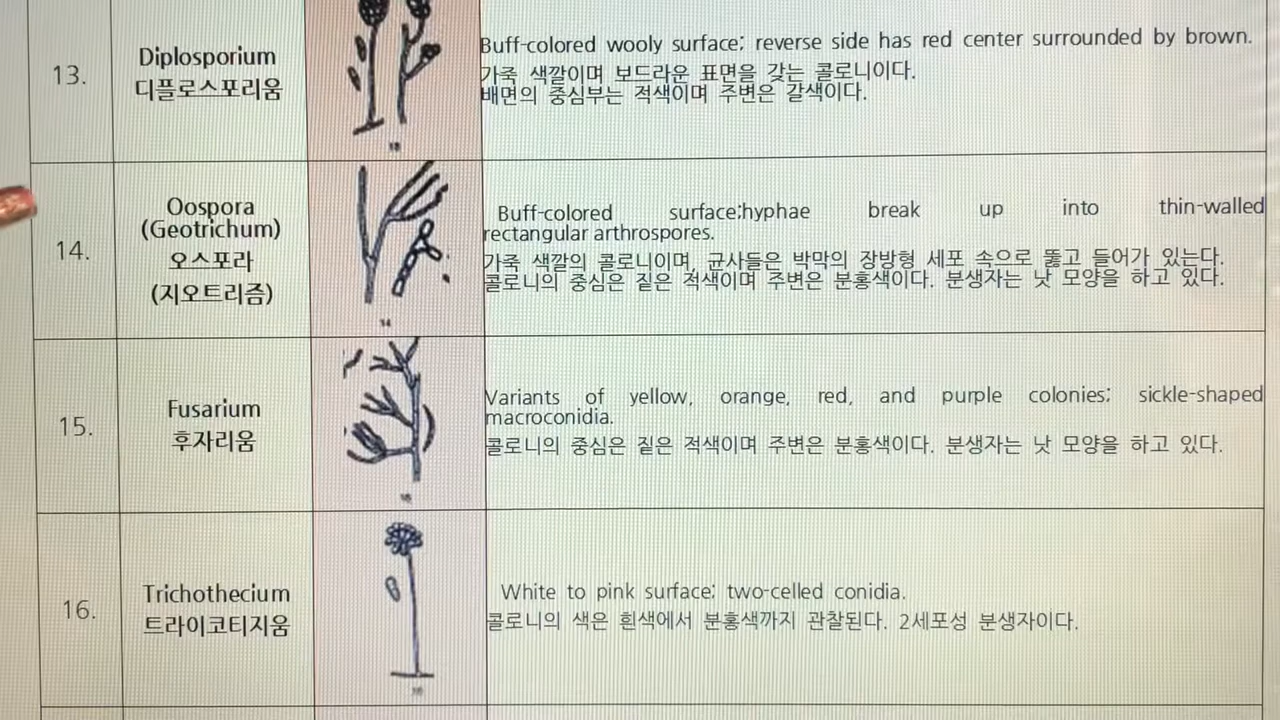 13.
Diplosporium
디플로스포리움
13
Buff-colored wooly surface; reverse side has red center surrounded by brown.
가죽 색깔이며 보드라운 표면을 갖는 콜로니이다.
배면의 중심부는 적색이며 주변은 갈색이다.
14.
Oospora
(Geotrichum)
오스포라
(지오트리즘)
14
Buff-colored surface;hyphae break up into thin-walled
rectangular arthrospores.
가죽 색깔의 콜로니이며, 균사들은 박막의 장방형 세포 속으로 뚫고 들어가 있는다.
콜로니의 중심은 짙은 적색이며 주변은 분홍색이다. 분생자는 낫 모양을 하고 있다.
15.
Fusarium
후자리움
15
Variants of yellow, orange, red, and purple colonies; sickle-shaped
macroconidia.
콜로니의 중심은 짙은 적색이며 주변은 분홍색이다. 분생자는 낫 모양을 하고 있다.
16.
Trichothecium
트라이코티지움
16
White to pink surface; two-celled conidia.
콜로니의 색은 흰색에서 분홍색까지 관찰된다. 2세포성 분생자이다.